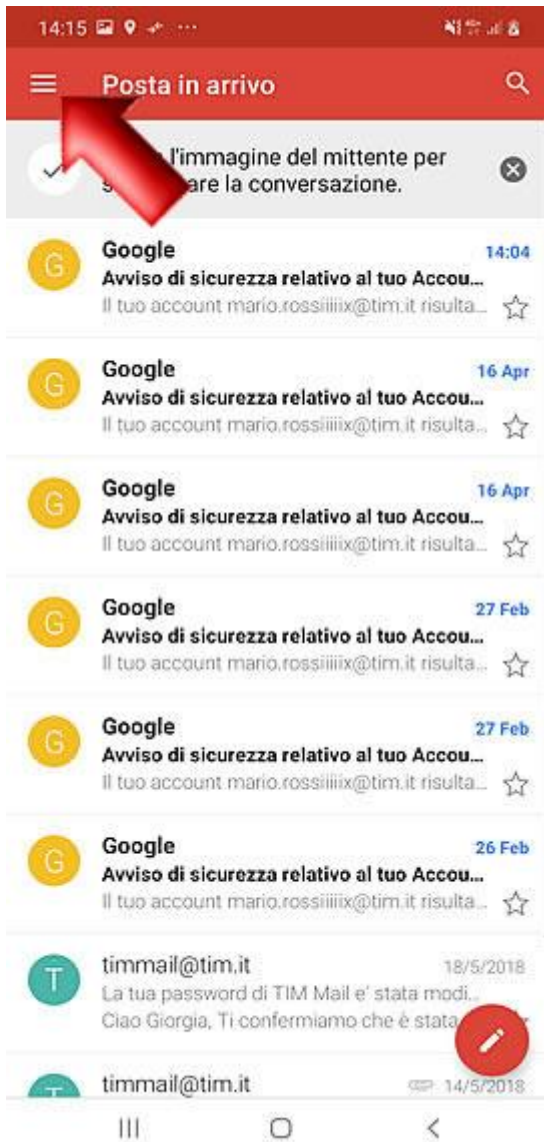 14:15
Posta in arrivo
l'immagine del mittente per
are la conversazione.
G
Google
14:04
Avviso di sicurezza relativo al tuo Accou...
Il tuo account mario.rossiiiiix@tim.it risulta...
G
Google
16 Apr
Avviso di sicurezza relativo al tuo Accou...
Il tuo account mario.rossiiiiix@tim.it risulta...
G
Google
16 Apr
Avviso di sicurezza relativo al tuo Accou...
Il tuo account mario.rossiiiiix@tim.it risulta...
G
Google
27 Feb
Avviso di sicurezza relativo al tuo Accou...
Il tuo account mario.rossiiiiix@tim.it risulta...
G
Google
27 Feb
Avviso di sicurezza relativo al tuo Accou...
Il tuo account mario.rossiiiiix@tim.it risulta...
G
Google
26 Feb
Avviso di sicurezza relativo al tuo Accou...
Il tuo account mario.rossiiiiix@tim.it risulta...
T
timmail@tim.it
18/5/2018
La tua password di TIM Mail e' stata modi...
Ciao Giorgia, Ti confermiamo che è stata
timmail@tim.it
14/5/2018